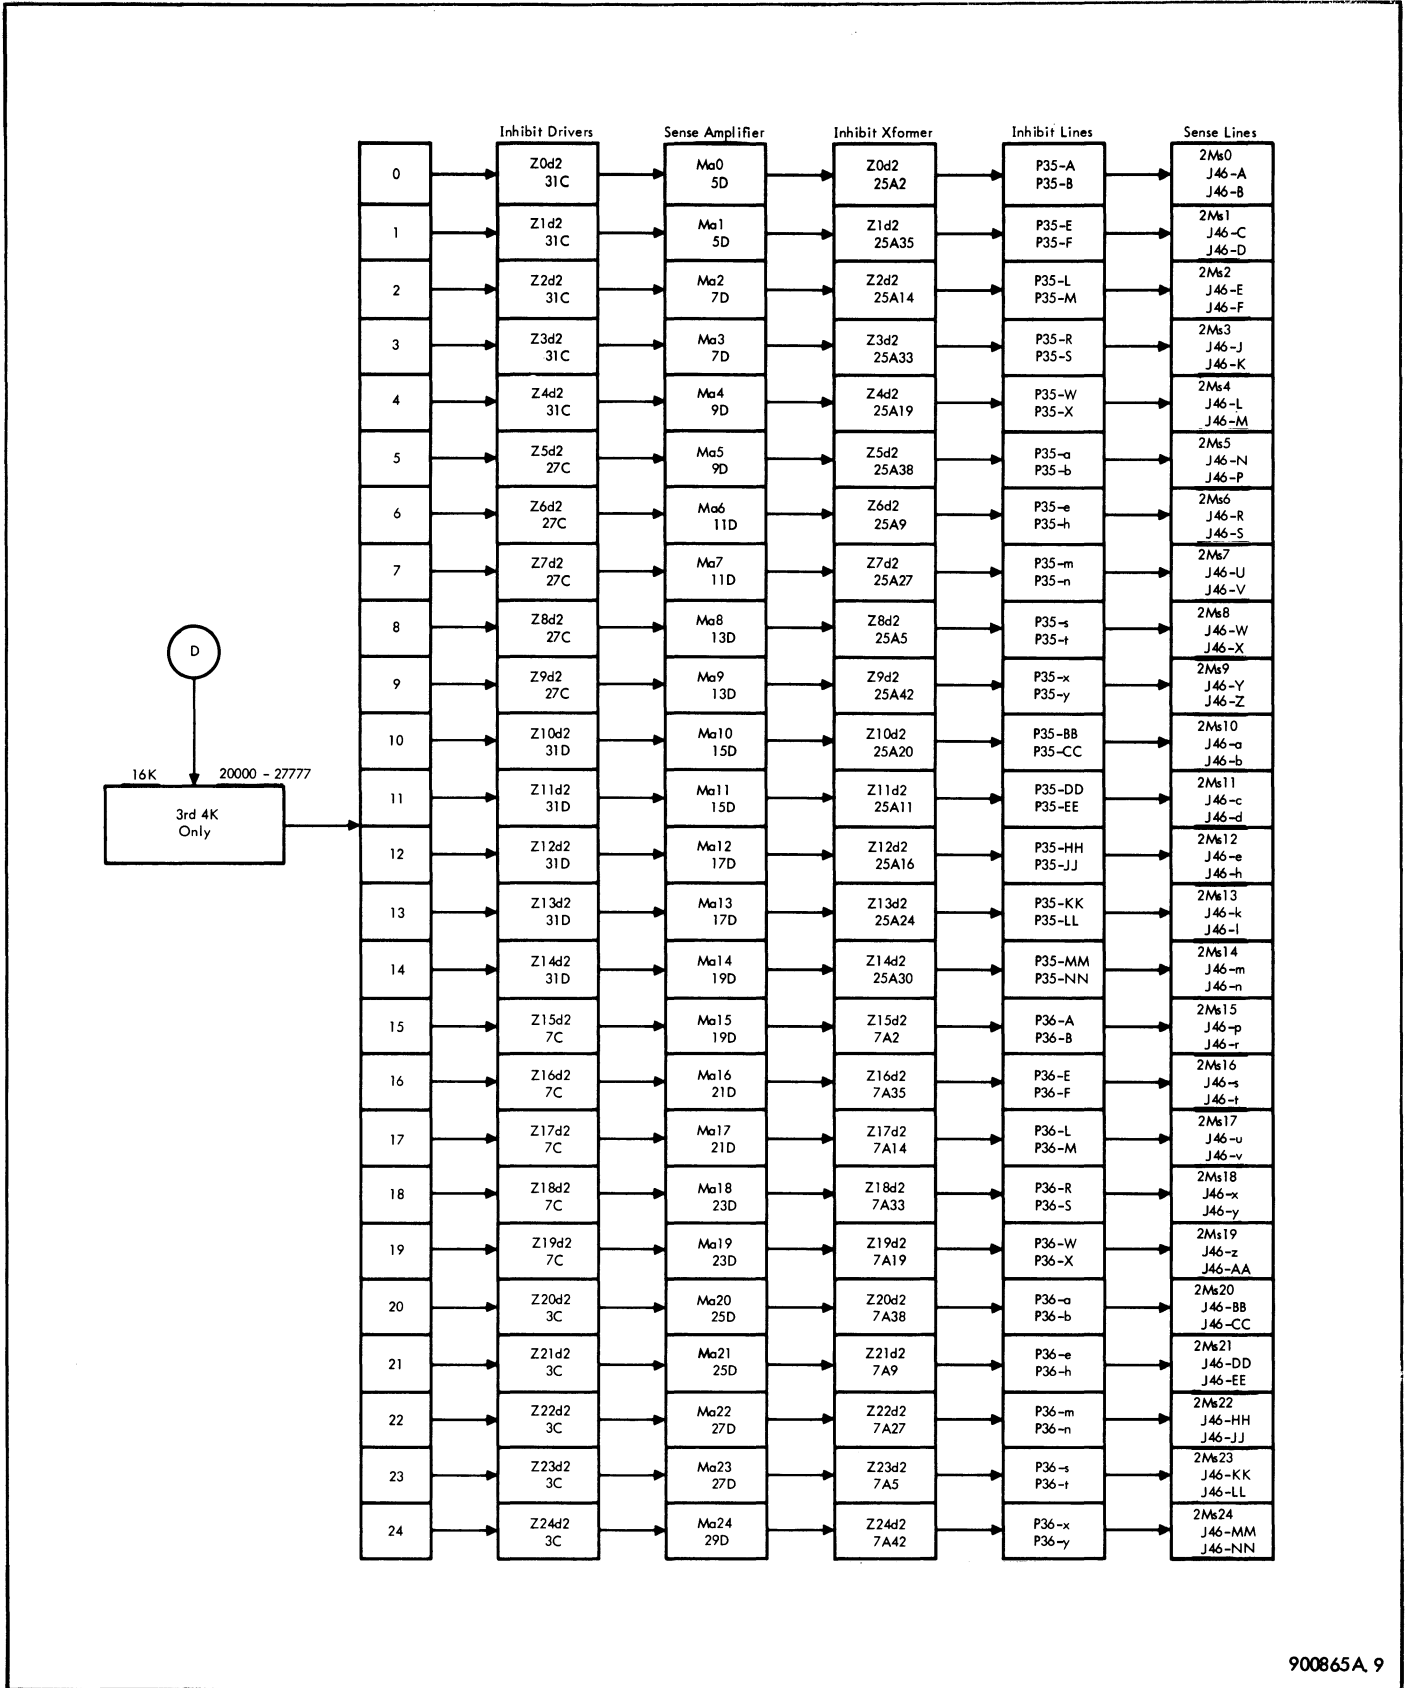 Inhibit Drivers Sense Amplifier Inhibit Xformer Inhibit Lines Sense Lines
0 Z0d2 31C Ma0 5D Z0d2 25A2 P35-A P35-B 2Ms0 J46-A J46-B
1 Z1d2 31C Ma1 5D Z1d2 25A35 P35-E P35-F 2Ms1 J46-C J46-D
2 Z2d2 31C Ma2 7D Z2d2 25A14 P35-L P35-M 2Ms2 J46-E J46-F
3 Z3d2 31C Ma3 7D Z3d2 25A33 P35-R P35-S 2Ms3 J46-J J46-K
4 Z4d2 31C Ma4 9D Z4d2 25A19 P35-W P35-X 2Ms4 J46-L J46-M
5 Z5d2 27C Ma5 9D Z5d2 25A38 P35-a P35-b 2Ms5 J46-N J46-P
6 Z6d2 27C Ma6 11D Z6d2 25A9 P35-e P35-h 2Ms6 J46-R J46-S
7 Z7d2 27C Ma7 11D Z7d2 25A27 P35-m P35-n 2Ms7 J46-U J46-V
8 Z8d2 27C Ma8 13D Z8d2 25A5 P35-s P35-t 2Ms8 J46-W J46-X
D
9 Z9d2 27C Ma9 13D Z9d2 25A42 P35-x P35-y 2Ms9 J46-Y J46-Z
10 Z10d2 31D Ma10 15D Z10d2 25A20 P35-BB P35-CC 2Ms10 J46-a J46-b
16K 20000 - 27777
3rd 4K
Only
11 Z11d2 31D Ma11 15D Z11d2 25A11 P35-DD P35-EE 2Ms11 J46-c J46-d
12 Z12d2 31D Ma12 17D Z12d2 25A16 P35-HH P35-JJ 2Ms12 J46-e J46-h
13 Z13d2 31D Ma13 17D Z13d2 25A24 P35-KK P35-LL 2Ms13 J46-k J46-l
14 Z14d2 31D Ma14 19D Z14d2 25A30 P35-MM P35-NN 2Ms14 J46-m J46-n
15 Z15d2 7C Ma15 19D Z15d2 7A2 P36-A P36-B 2Ms15 J46-p J46-r
16 Z16d2 7C Ma16 21D Z16d2 7A35 P36-E P36-F 2Ms16 J46-s J46-t
17 Z17d2 7C Ma17 21D Z17d2 7A14 P36-L P36-M 2Ms17 J46-u J46-v
18 Z18d2 7C Ma18 23D Z18d2 7A33 P36-R P36-S 2Ms18 J46-x J46-y
19 Z19d2 7C Ma19 23D Z19d2 7A19 P36-W P36-X 2Ms19 J46-z J46-AA
20 Z20d2 3C Ma20 25D Z20d2 7A38 P36-a P36-b 2Ms20 J46-BB J46-CC
21 Z21d2 3C Ma21 25D Z21d2 7A9 P36-e P36-h 2Ms21 J46-DD J46-EE
22 Z22d2 3C Ma22 27D Z22d2 7A27 P36-m P36-n 2Ms22 J46-HH J46-JJ
23 Z23d2 3C Ma23 27D Z23d2 7A5 P36-s P36-t 2Ms23 J46-KK J46-LL
24 Z24d2 3C Ma24 29D Z24d2 7A42 P36-x P36-y 2Ms24 J46-MM J46-NN
900865A. 9